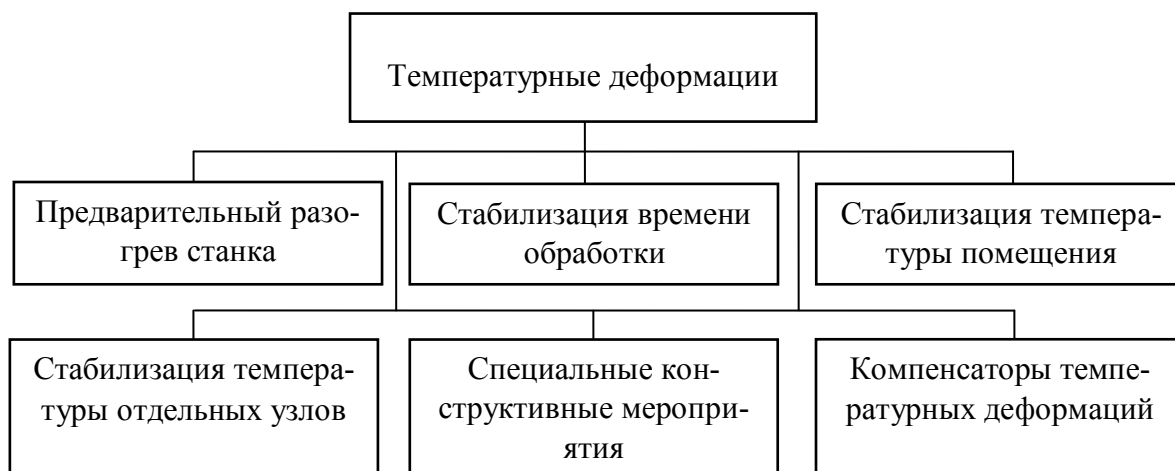 Температурные деформации
Предварительный разо-
грев станка
Стабилизация времени
обработки
Стабилизация темпера-
туры помещения
Стабилизация темпера-
туры отдельных узлов
Специальные кон-
структивные меропри-
ятия
Компенсаторы темпе-
ратурных деформаций